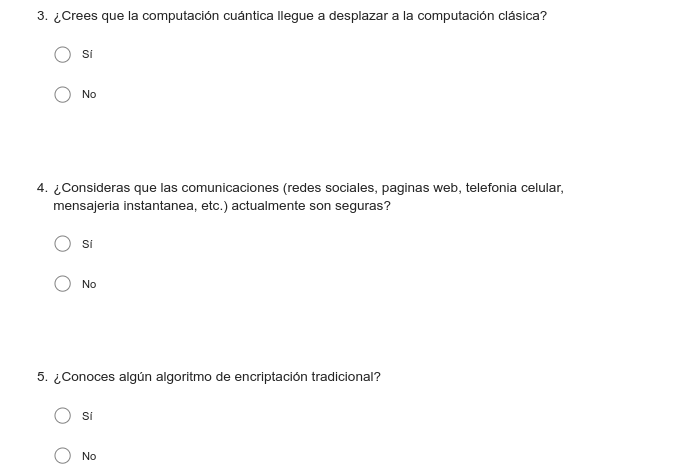 3. ¿Crees que la computación cuántica llegue a desplazar a la computación clásica?
Sí
No
4. ¿Consideras que las comunicaciones (redes sociales, paginas web, telefonia celular,
mensajeria instantanea, etc.) actualmente son seguras?
Sí
No
5. ¿Conoces algún algoritmo de encriptación tradicional?
Sí
No